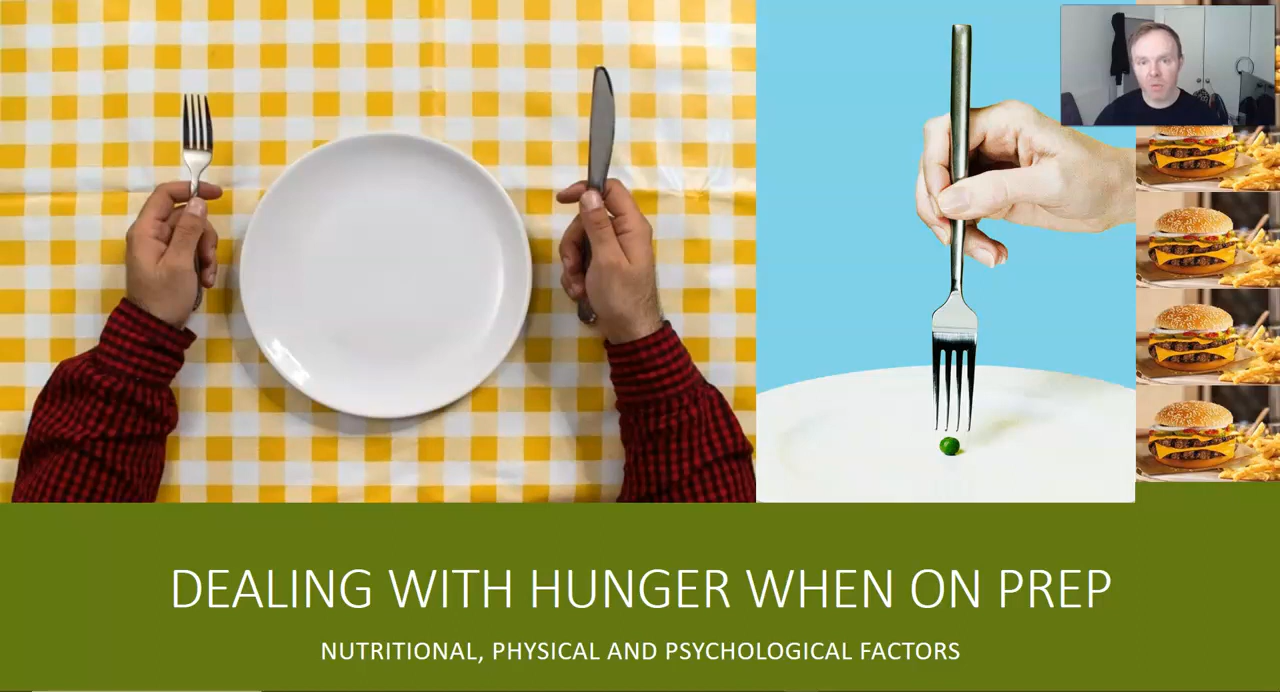 DEALING WITH HUNGER WHEN ON PREP
NUTRITIONAL, PHYSICAL AND PSYCHOLOGICAL FACTORS